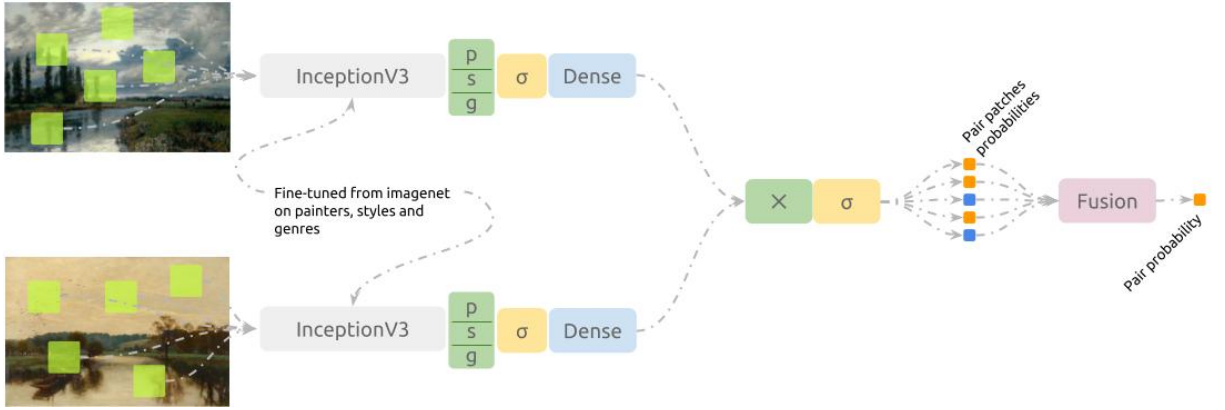 InceptionV3
p
s
g
σ
Dense
Fine-tuned from imagenet
on painters, styles and
genres
InceptionV3
p
s
g
σ
Dense
×
σ
Pair patches
probabilities
Fusion
Pair probability